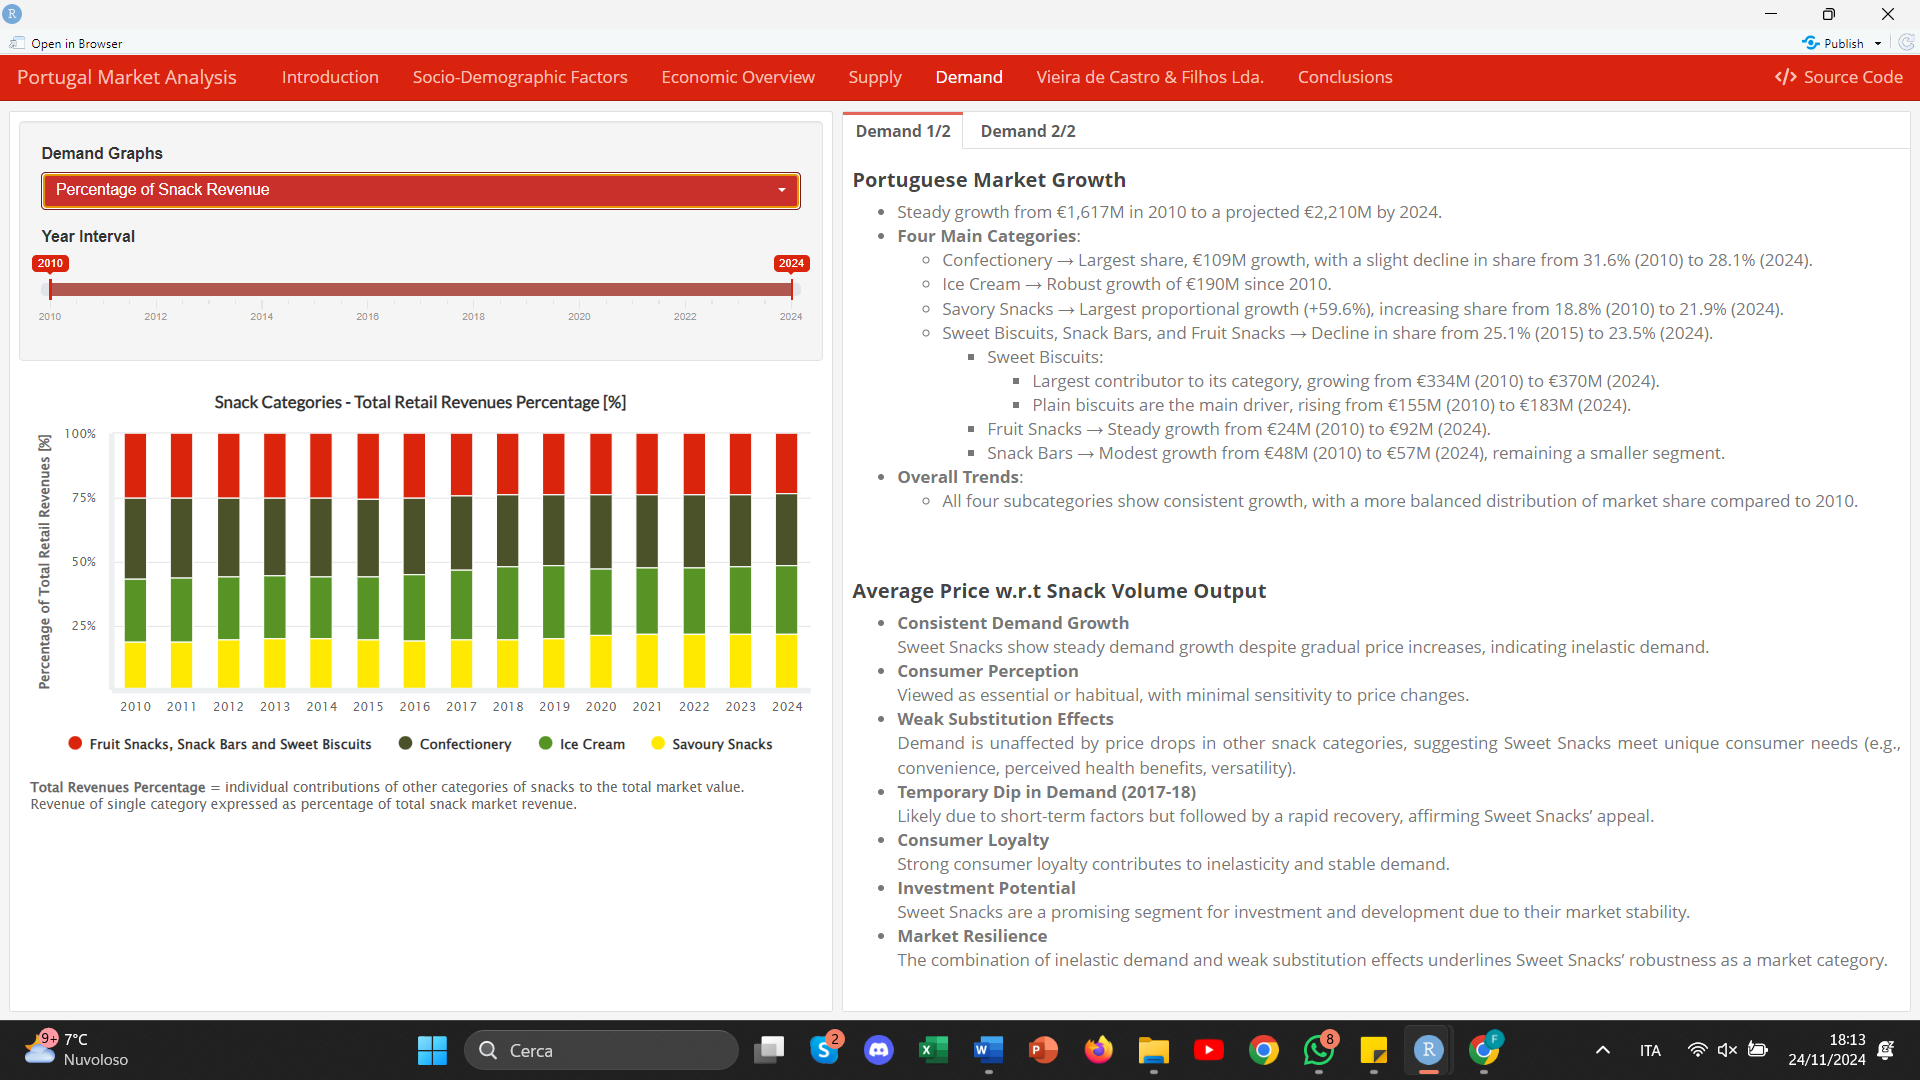 R
Open in Browser
Publish
Portugal Market Analysis
Introduction
Socio-Demographic Factors
Economic Overview
Supply
Demand
Vieira de Castro & Filhos Lda.
Conclusions
</> Source Code
Demand Graphs
Percentage of Snack Revenue
Year Interval
2010
2024
2010 2012 2014 2016 2018 2020 2022 2024
Snack Categories - Total Retail Revenues Percentage [%]
Percentage of Total Retail Revenues [%]
100%
75%
50%
25%
2010 2011 2012 2013 2014 2015 2016 2017 2018 2019 2020 2021 2022 2023 2024
Fruit Snacks, Snack Bars and Sweet Biscuits
Confectionery
Ice Cream
Savoury Snacks
Total Revenues Percentage = individual contributions of other categories of snacks to the total market value.
Revenue of single category expressed as percentage of total snack market revenue.
Demand 1/2
Demand 2/2
Portuguese Market Growth
• Steady growth from €1,617M in 2010 to a projected €2,210M by 2024.
• Four Main Categories:
◦ Confectionery → Largest share, €109M growth, with a slight decline in share from 31.6% (2010) to 28.1% (2024).
◦ Ice Cream → Robust growth of €190M since 2010.
◦ Savory Snacks → Largest proportional growth (+59.6%), increasing share from 18.8% (2010) to 21.9% (2024).
◦ Sweet Biscuits, Snack Bars, and Fruit Snacks → Decline in share from 25.1% (2015) to 23.5% (2024).
▪ Sweet Biscuits:
▪ Largest contributor to its category, growing from €334M (2010) to €370M (2024).
▪ Plain biscuits are the main driver, rising from €155M (2010) to €183M (2024).
▪ Fruit Snacks → Steady growth from €24M (2010) to €92M (2024).
▪ Snack Bars → Modest growth from €48M (2010) to €57M (2024), remaining a smaller segment.
• Overall Trends:
◦ All four subcategories show consistent growth, with a more balanced distribution of market share compared to 2010.
Average Price w.r.t Snack Volume Output
• Consistent Demand Growth
Sweet Snacks show steady demand growth despite gradual price increases, indicating inelastic demand.
• Consumer Perception
Viewed as essential or habitual, with minimal sensitivity to price changes.
• Weak Substitution Effects
Demand is unaffected by price drops in other snack categories, suggesting Sweet Snacks meet unique consumer needs (e.g.,
convenience, perceived health benefits, versatility).
• Temporary Dip in Demand (2017-18)
Likely due to short-term factors but followed by a rapid recovery, affirming Sweet Snacks’ appeal.
• Consumer Loyalty
Strong consumer loyalty contributes to inelasticity and stable demand.
• Investment Potential
Sweet Snacks are a promising segment for investment and development due to their market stability.
• Market Resilience
The combination of inelastic demand and weak substitution effects underlines Sweet Snacks’ robustness as a market category.
9+
7°C
Nuvoloso
Cerca
S
2
W
P
8
R
F
ITA
18:13
24/11/2024